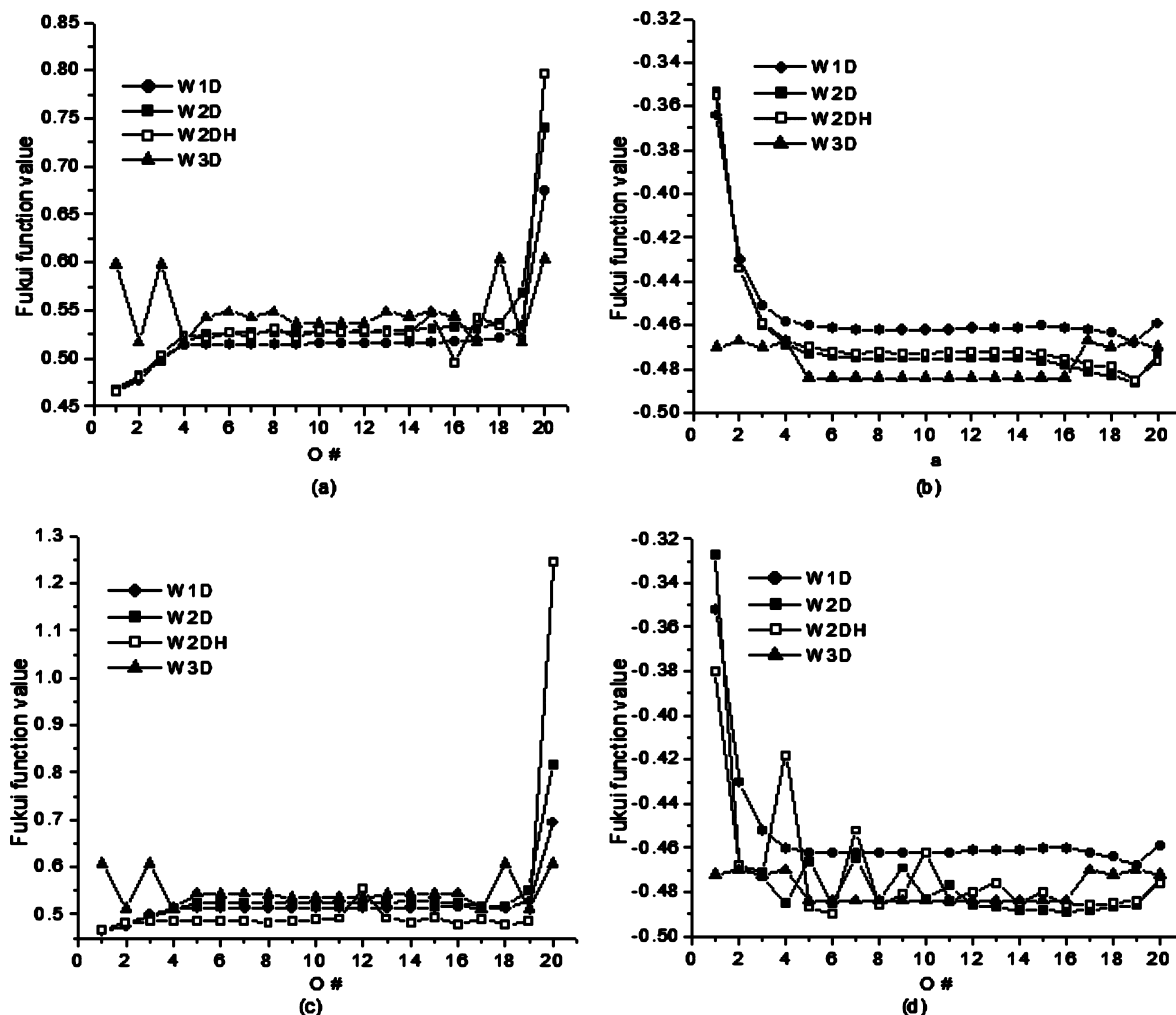 Fukui function value
0.85
0.80
0.75
0.70
0.65
0.60
0.55
0.50
0.45
W1D
W2D
W2DH
W3D
0 2 4 6 8 10 12 14 16 18 20
O #
(a)
Fukui function value
-0.32
-0.34
-0.36
-0.38
-0.40
-0.42
-0.44
-0.46
-0.48
-0.50
W1D
W2D
W2DH
W3D
0 2 4 6 8 10 12 14 16 18 20
a
(b)
Fukui function value
1.3
1.2
1.1
1.0
0.9
0.8
0.7
0.6
0.5
W1D
W2D
W2DH
W3D
0 2 4 6 8 10 12 14 16 18 20
O #
(c)
Fukui function value
-0.32
-0.34
-0.36
-0.38
-0.40
-0.42
-0.44
-0.46
-0.48
-0.50
W1D
W2D
W2DH
W3D
0 2 4 6 8 10 12 14 16 18 20
O #
(d)